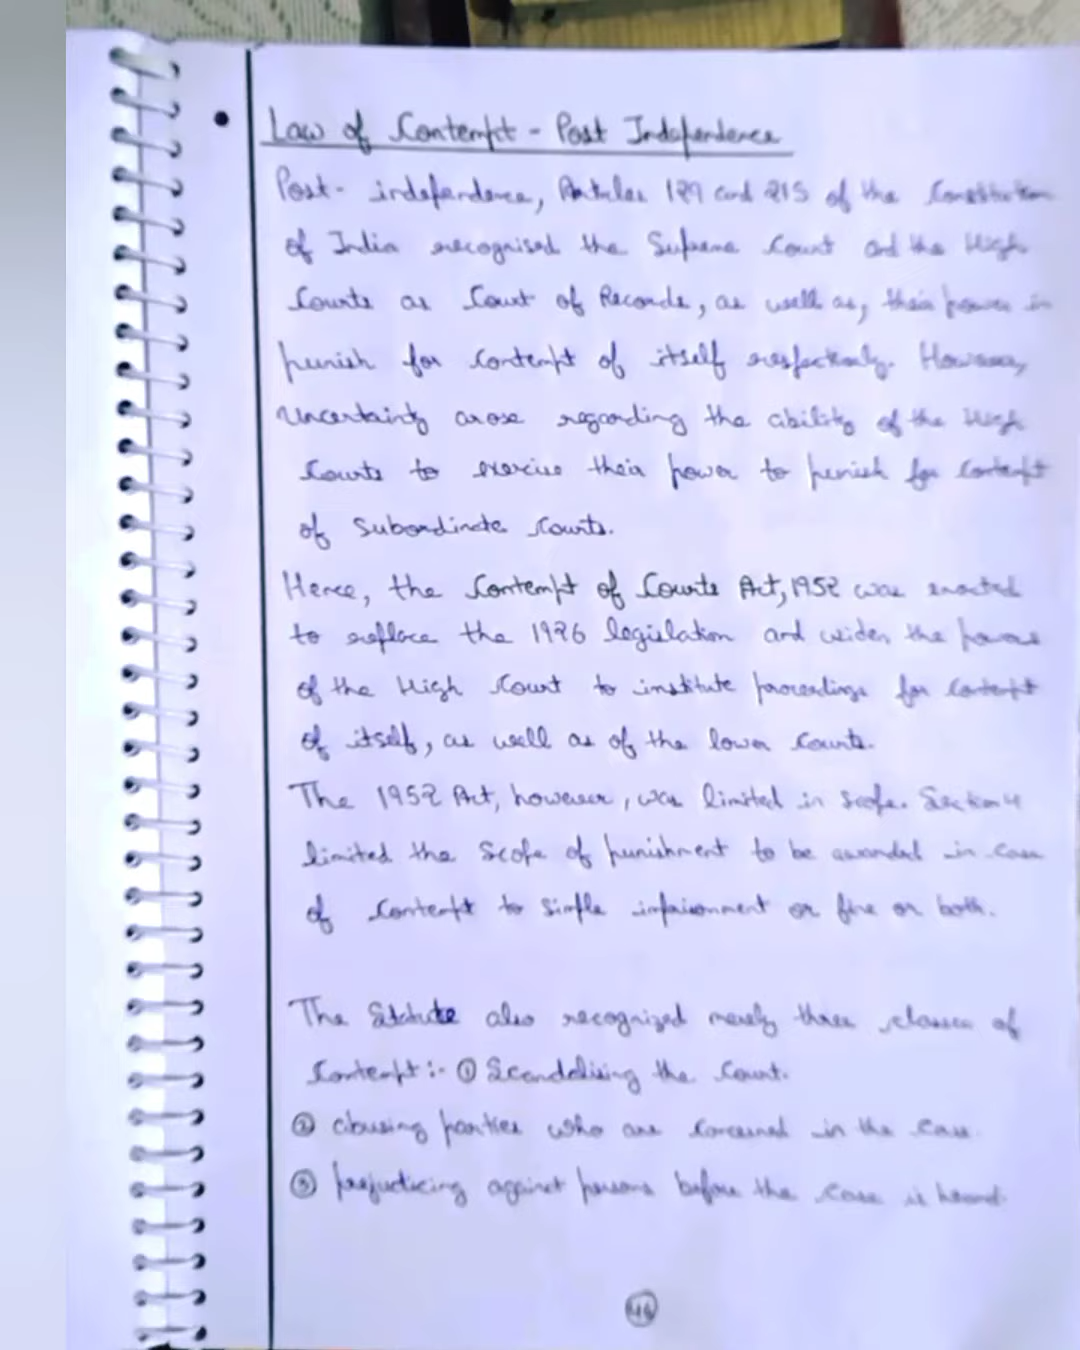 Law of Contempt - Post Independence
Post- independence, Articles 129 and 215 of the Constitution
of India recognised the Supreme Court and the High
Courts as Court of Records, as well as, their power in
punish for contempt of itself respectively. However,
Uncertainty arose regarding the ability of the High
Courts to exercise their power to punish for contempt
of Subordinate Courts.
Hence, the Contempt of Courts Act, 1952 was enacted
to replace the 1926 legislation and widen the powers
of the High Court to institute proceedings for contempt
of itself, as well as of the lower Courts.
The 1952 Act, however, was limited in scope. Section 4
limited the Scope of punishment to be awarded in case
of Contempt to simple imprisonment or fine or both.
The Statute also recognized merely three classes of
Contempt:- ① Scandalising the Court.
② abusing parties who are concerned in the case.
③ prejudicing against persons before the case is heard.
46